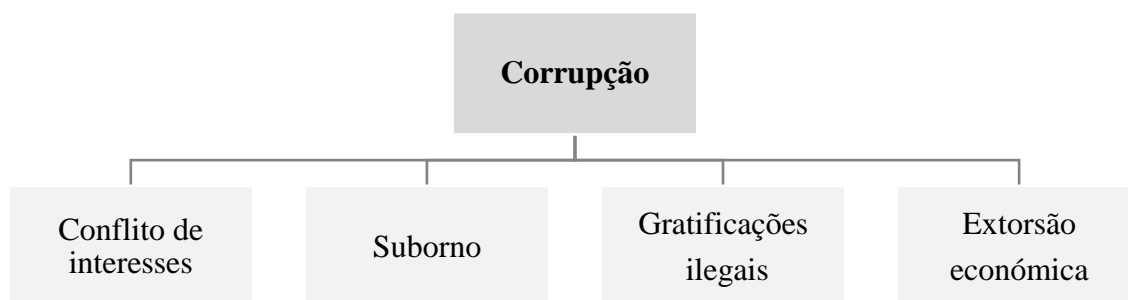 Corrupção
Conflito de
interesses
Suborno
Gratificações
ilegais
Extorsão
económica